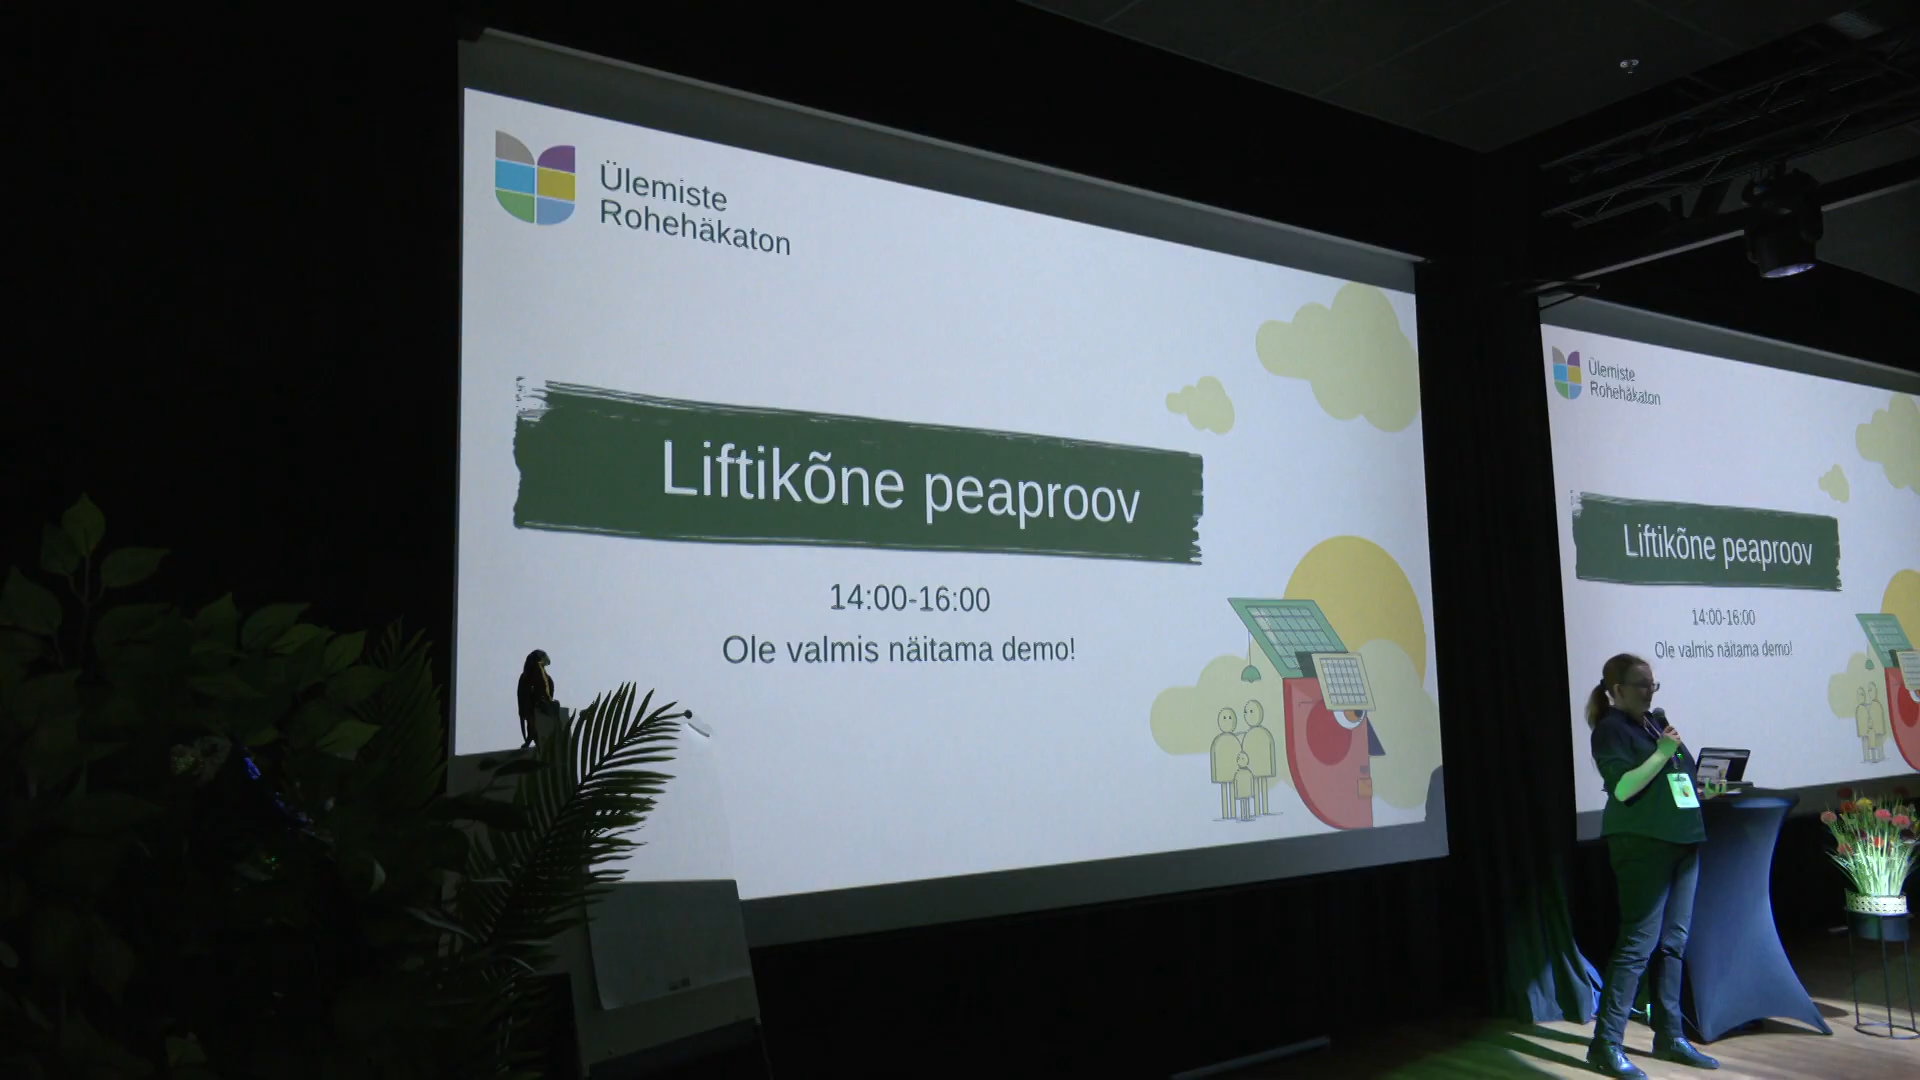 Ülemiste
Rohehäkaton
Liftikõne peaproov
14:00-16:00
Ole valmis näitama demo!
Ülemiste
Rohehäkaton
Liftikõne peaproov
14:00-16:00
Ole valmis näitama demo!